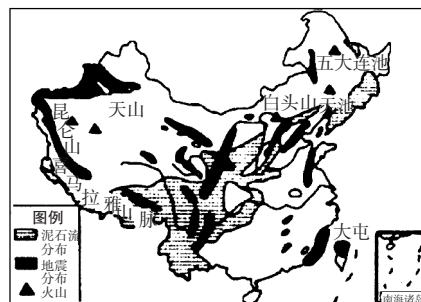 五大连池
白头山天池
天山
昆仑山
喜马拉雅山脉
大屯
图例
泥石流
分布
地震
分布
火山
南海诸岛